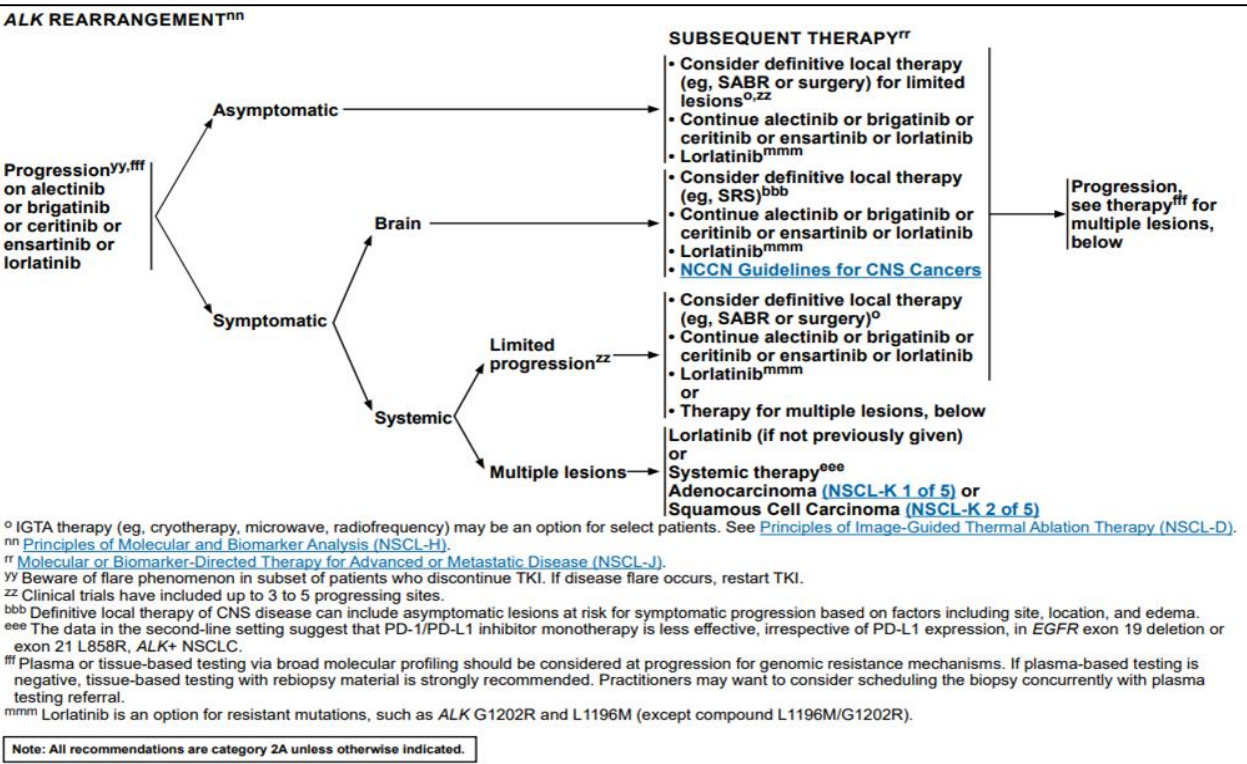 ALK REARRANGEMENTnn
SUBSEQUENT THERAPYrr
Progressionyy,fff
on alectinib
or brigatinib
or ceritinib or
ensartinib or
lorlatinib
Asymptomatic
• Consider definitive local therapy
(eg, SABR or surgery) for limited
lesionso,zz
• Continue alectinib or brigatinib or
ceritinib or ensartinib or lorlatinib
• Lorlatinibmmm
Symptomatic
Brain
• Consider definitive local therapy
(eg, SRS)bbb
• Continue alectinib or brigatinib or
ceritinib or ensartinib or lorlatinib
• Lorlatinibmmm
• NCCN Guidelines for CNS Cancers
Systemic
Limited
progressionzz
• Consider definitive local therapy
(eg, SABR or surgery)o
• Continue alectinib or brigatinib or
ceritinib or ensartinib or lorlatinib
• Lorlatinibmmm
or
• Therapy for multiple lesions, below
Multiple lesions
Lorlatinib (if not previously given)
or
Systemic therapyeee
Adenocarcinoma (NSCL-K 1 of 5) or
Squamous Cell Carcinoma (NSCL-K 2 of 5)
Progression,
see therapyfff for
multiple lesions,
below
o IGTA therapy (eg, cryotherapy, microwave, radiofrequency) may be an option for select patients. See Principles of Image-Guided Thermal Ablation Therapy (NSCL-D).
nn Principles of Molecular and Biomarker Analysis (NSCL-H).
rr Molecular or Biomarker-Directed Therapy for Advanced or Metastatic Disease (NSCL-J).
yy Beware of flare phenomenon in subset of patients who discontinue TKI. If disease flare occurs, restart TKI.
zz Clinical trials have included up to 3 to 5 progressing sites.
bbb Definitive local therapy of CNS disease can include asymptomatic lesions at risk for symptomatic progression based on factors including site, location, and edema.
eee The data in the second-line setting suggest that PD-1/PD-L1 inhibitor monotherapy is less effective, irrespective of PD-L1 expression, in EGFR exon 19 deletion or
exon 21 L858R, ALK+ NSCLC.
fff Plasma or tissue-based testing via broad molecular profiling should be considered at progression for genomic resistance mechanisms. If plasma-based testing is
negative, tissue-based testing with rebiopsy material is strongly recommended. Practitioners may want to consider scheduling the biopsy concurrently with plasma
testing referral.
mmm Lorlatinib is an option for resistant mutations, such as ALK G1202R and L1196M (except compound L1196M/G1202R).
Note: All recommendations are category 2A unless otherwise indicated.